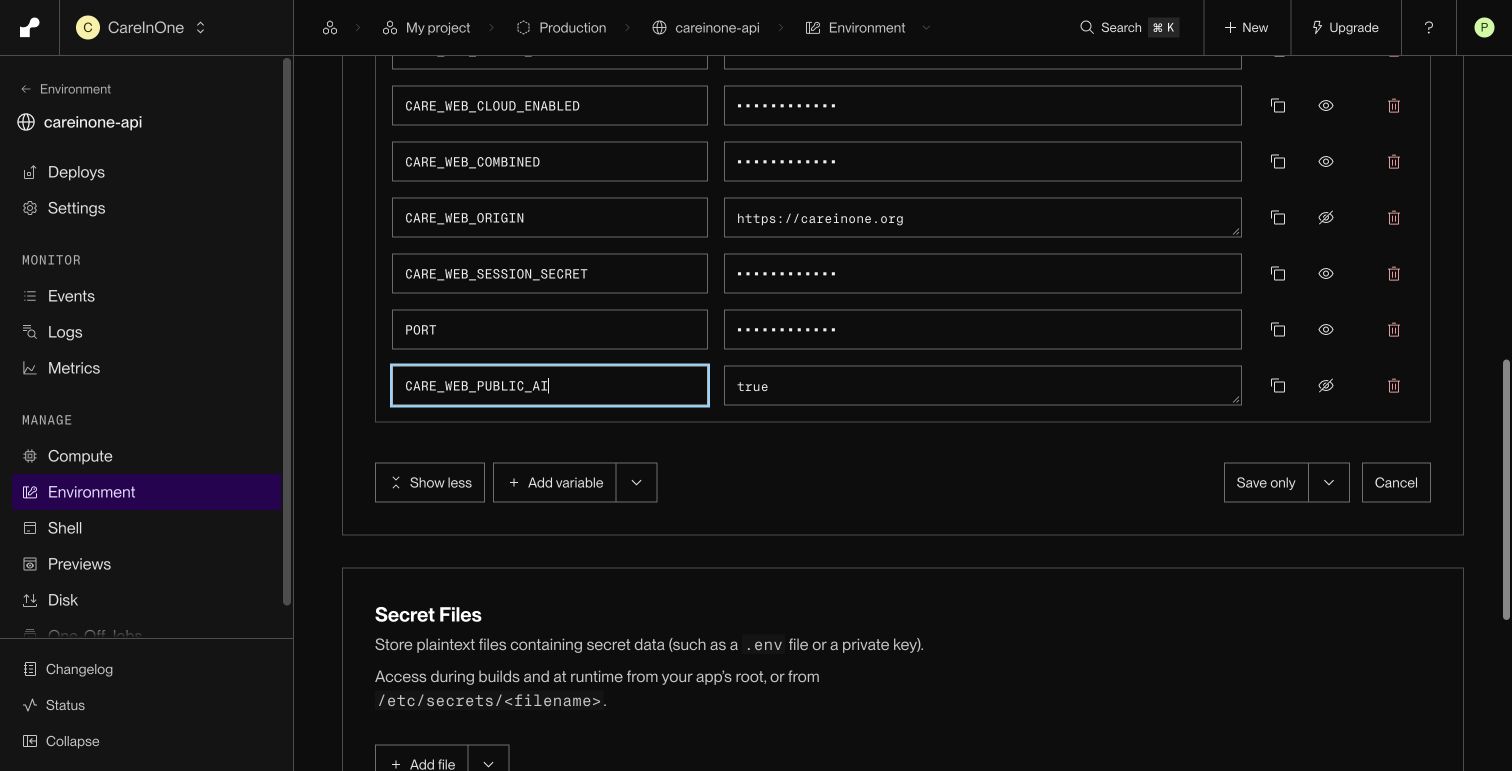 C CareInOne
My project Production careinone-api Environment
Search ⌘ K + New Upgrade ? P
← Environment
careinone-api
Deploys
Settings
MONITOR
Events
Logs
Metrics
MANAGE
Compute
Environment
Shell
Previews
Disk
One-Off Jobs
Changelog
Status
Collapse
CARE_WEB_CLOUD_ENABLED ••••••••••••
CARE_WEB_COMBINED ••••••••••••
CARE_WEB_ORIGIN https://careinone.org
CARE_WEB_SESSION_SECRET ••••••••••••
PORT ••••••••••••
CARE_WEB_PUBLIC_AI true
Show less + Add variable Save only Cancel
Secret Files
Store plaintext files containing secret data (such as a .env file or a private key).
Access during builds and at runtime from your app's root, or from
/etc/secrets/<filename>.
+ Add file